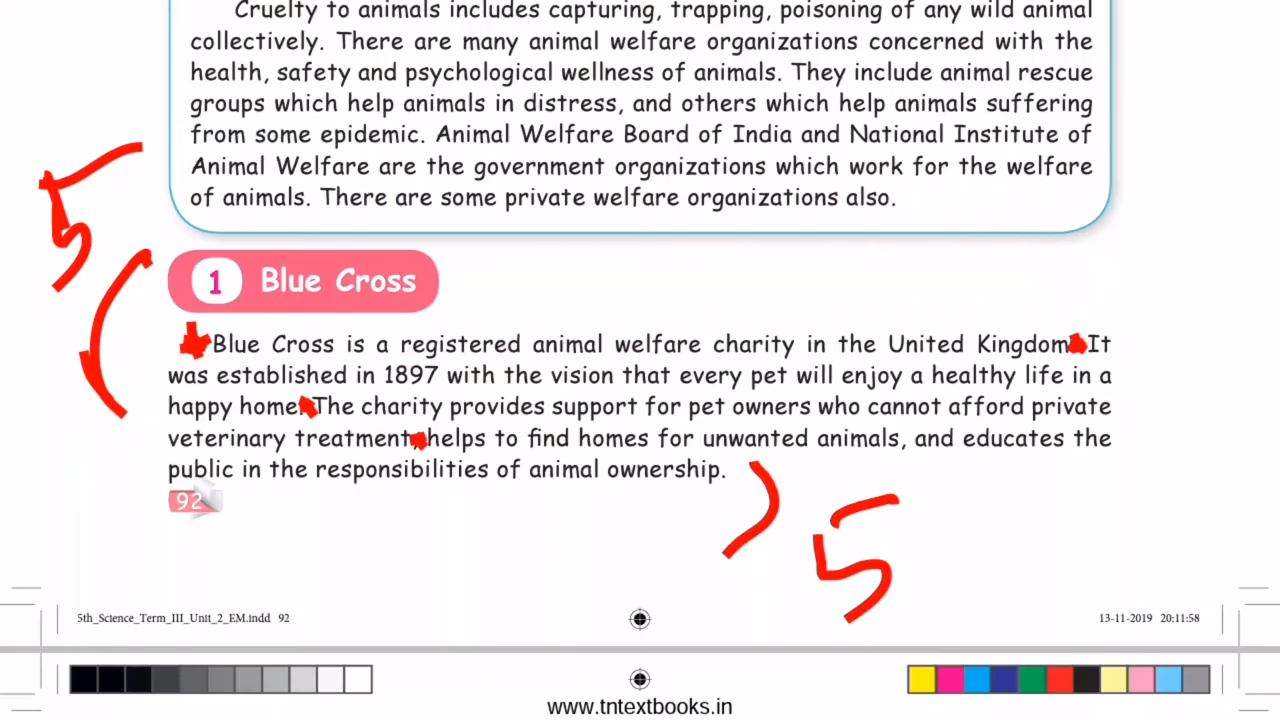 Cruelty to animals includes capturing, trapping, poisoning of any wild animal
collectively. There are many animal welfare organizations concerned with the
health, safety and psychological wellness of animals. They include animal rescue
groups which help animals in distress, and others which help animals suffering
from some epidemic. Animal Welfare Board of India and National Institute of
Animal Welfare are the government organizations which work for the welfare
of animals. There are some private welfare organizations also.
5
1 Blue Cross
Blue Cross is a registered animal welfare charity in the United Kingdom. It
was established in 1897 with the vision that every pet will enjoy a healthy life in a
happy home. The charity provides support for pet owners who cannot afford private
veterinary treatment, helps to find homes for unwanted animals, and educates the
public in the responsibilities of animal ownership.
92
5
5th_Science_Term_III_Unit_2_EM.indd 92
13-11-2019 20:11:58
www.tntextbooks.in